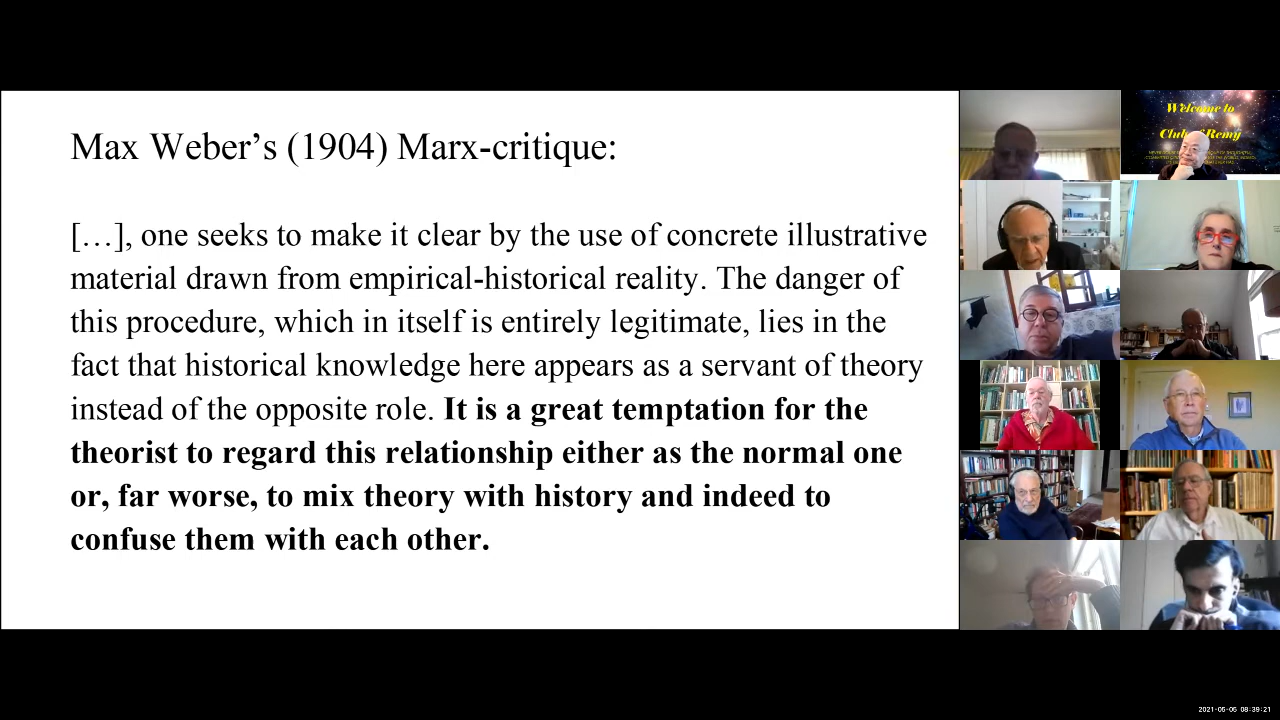 Max Weber’s (1904) Marx-critique:
[…], one seeks to make it clear by the use of concrete illustrative
material drawn from empirical-historical reality. The danger of
this procedure, which in itself is entirely legitimate, lies in the
fact that historical knowledge here appears as a servant of theory
instead of the opposite role. It is a great temptation for the
theorist to regard this relationship either as the normal one
or, far worse, to mix theory with history and indeed to
confuse them with each other.
Welcome to
Club Remy
2021-05-05 08:39:21